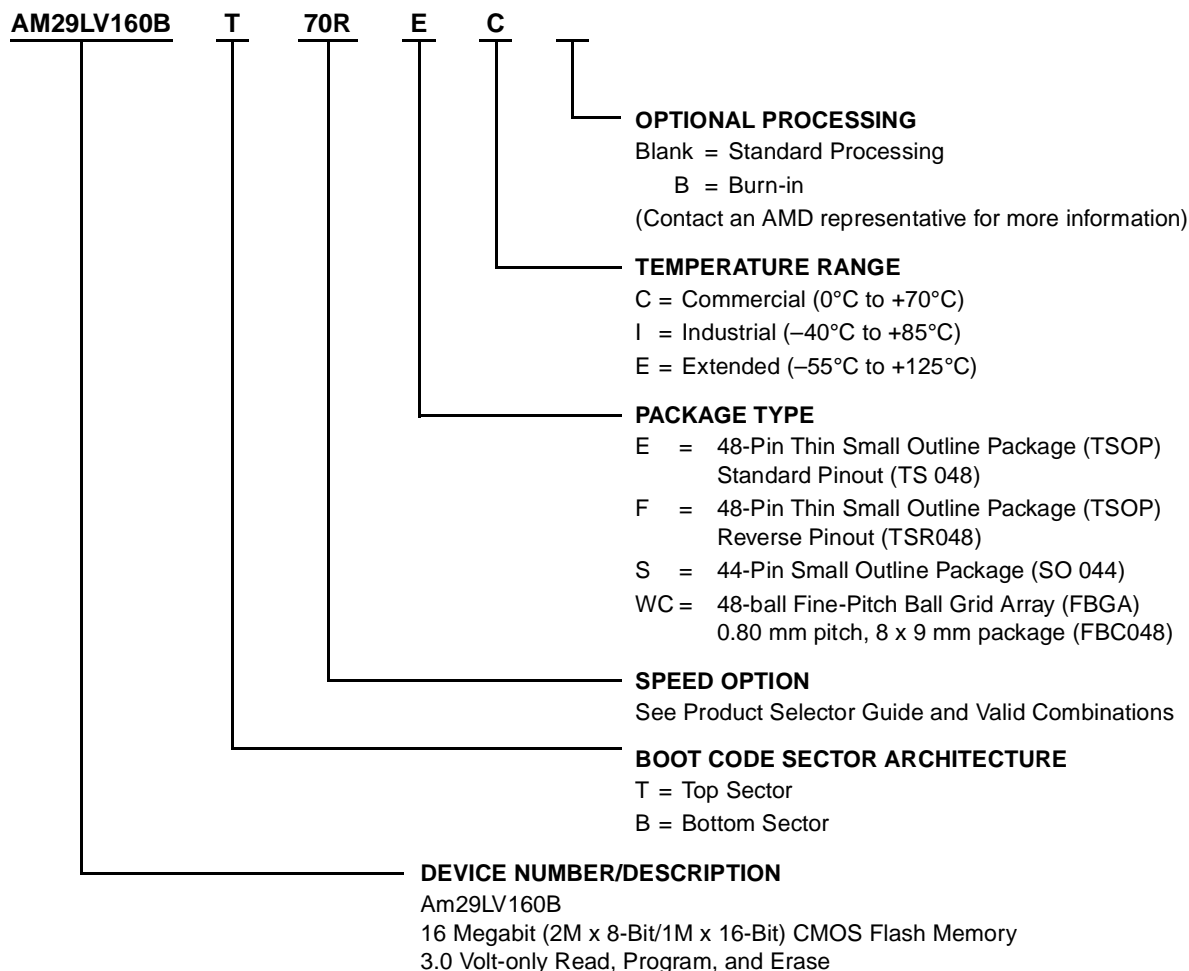 AM29LV160B T 70R E C
OPTIONAL PROCESSING
Blank = Standard Processing
B = Burn-in
(Contact an AMD representative for more information)
TEMPERATURE RANGE
C = Commercial (0°C to +70°C)
I = Industrial (–40°C to +85°C)
E = Extended (–55°C to +125°C)
PACKAGE TYPE
E = 48-Pin Thin Small Outline Package (TSOP)
Standard Pinout (TS 048)
F = 48-Pin Thin Small Outline Package (TSOP)
Reverse Pinout (TSR048)
S = 44-Pin Small Outline Package (SO 044)
WC = 48-ball Fine-Pitch Ball Grid Array (FBGA)
0.80 mm pitch, 8 x 9 mm package (FBC048)
SPEED OPTION
See Product Selector Guide and Valid Combinations
BOOT CODE SECTOR ARCHITECTURE
T = Top Sector
B = Bottom Sector
DEVICE NUMBER/DESCRIPTION
Am29LV160B
16 Megabit (2M x 8-Bit/1M x 16-Bit) CMOS Flash Memory
3.0 Volt-only Read, Program, and Erase